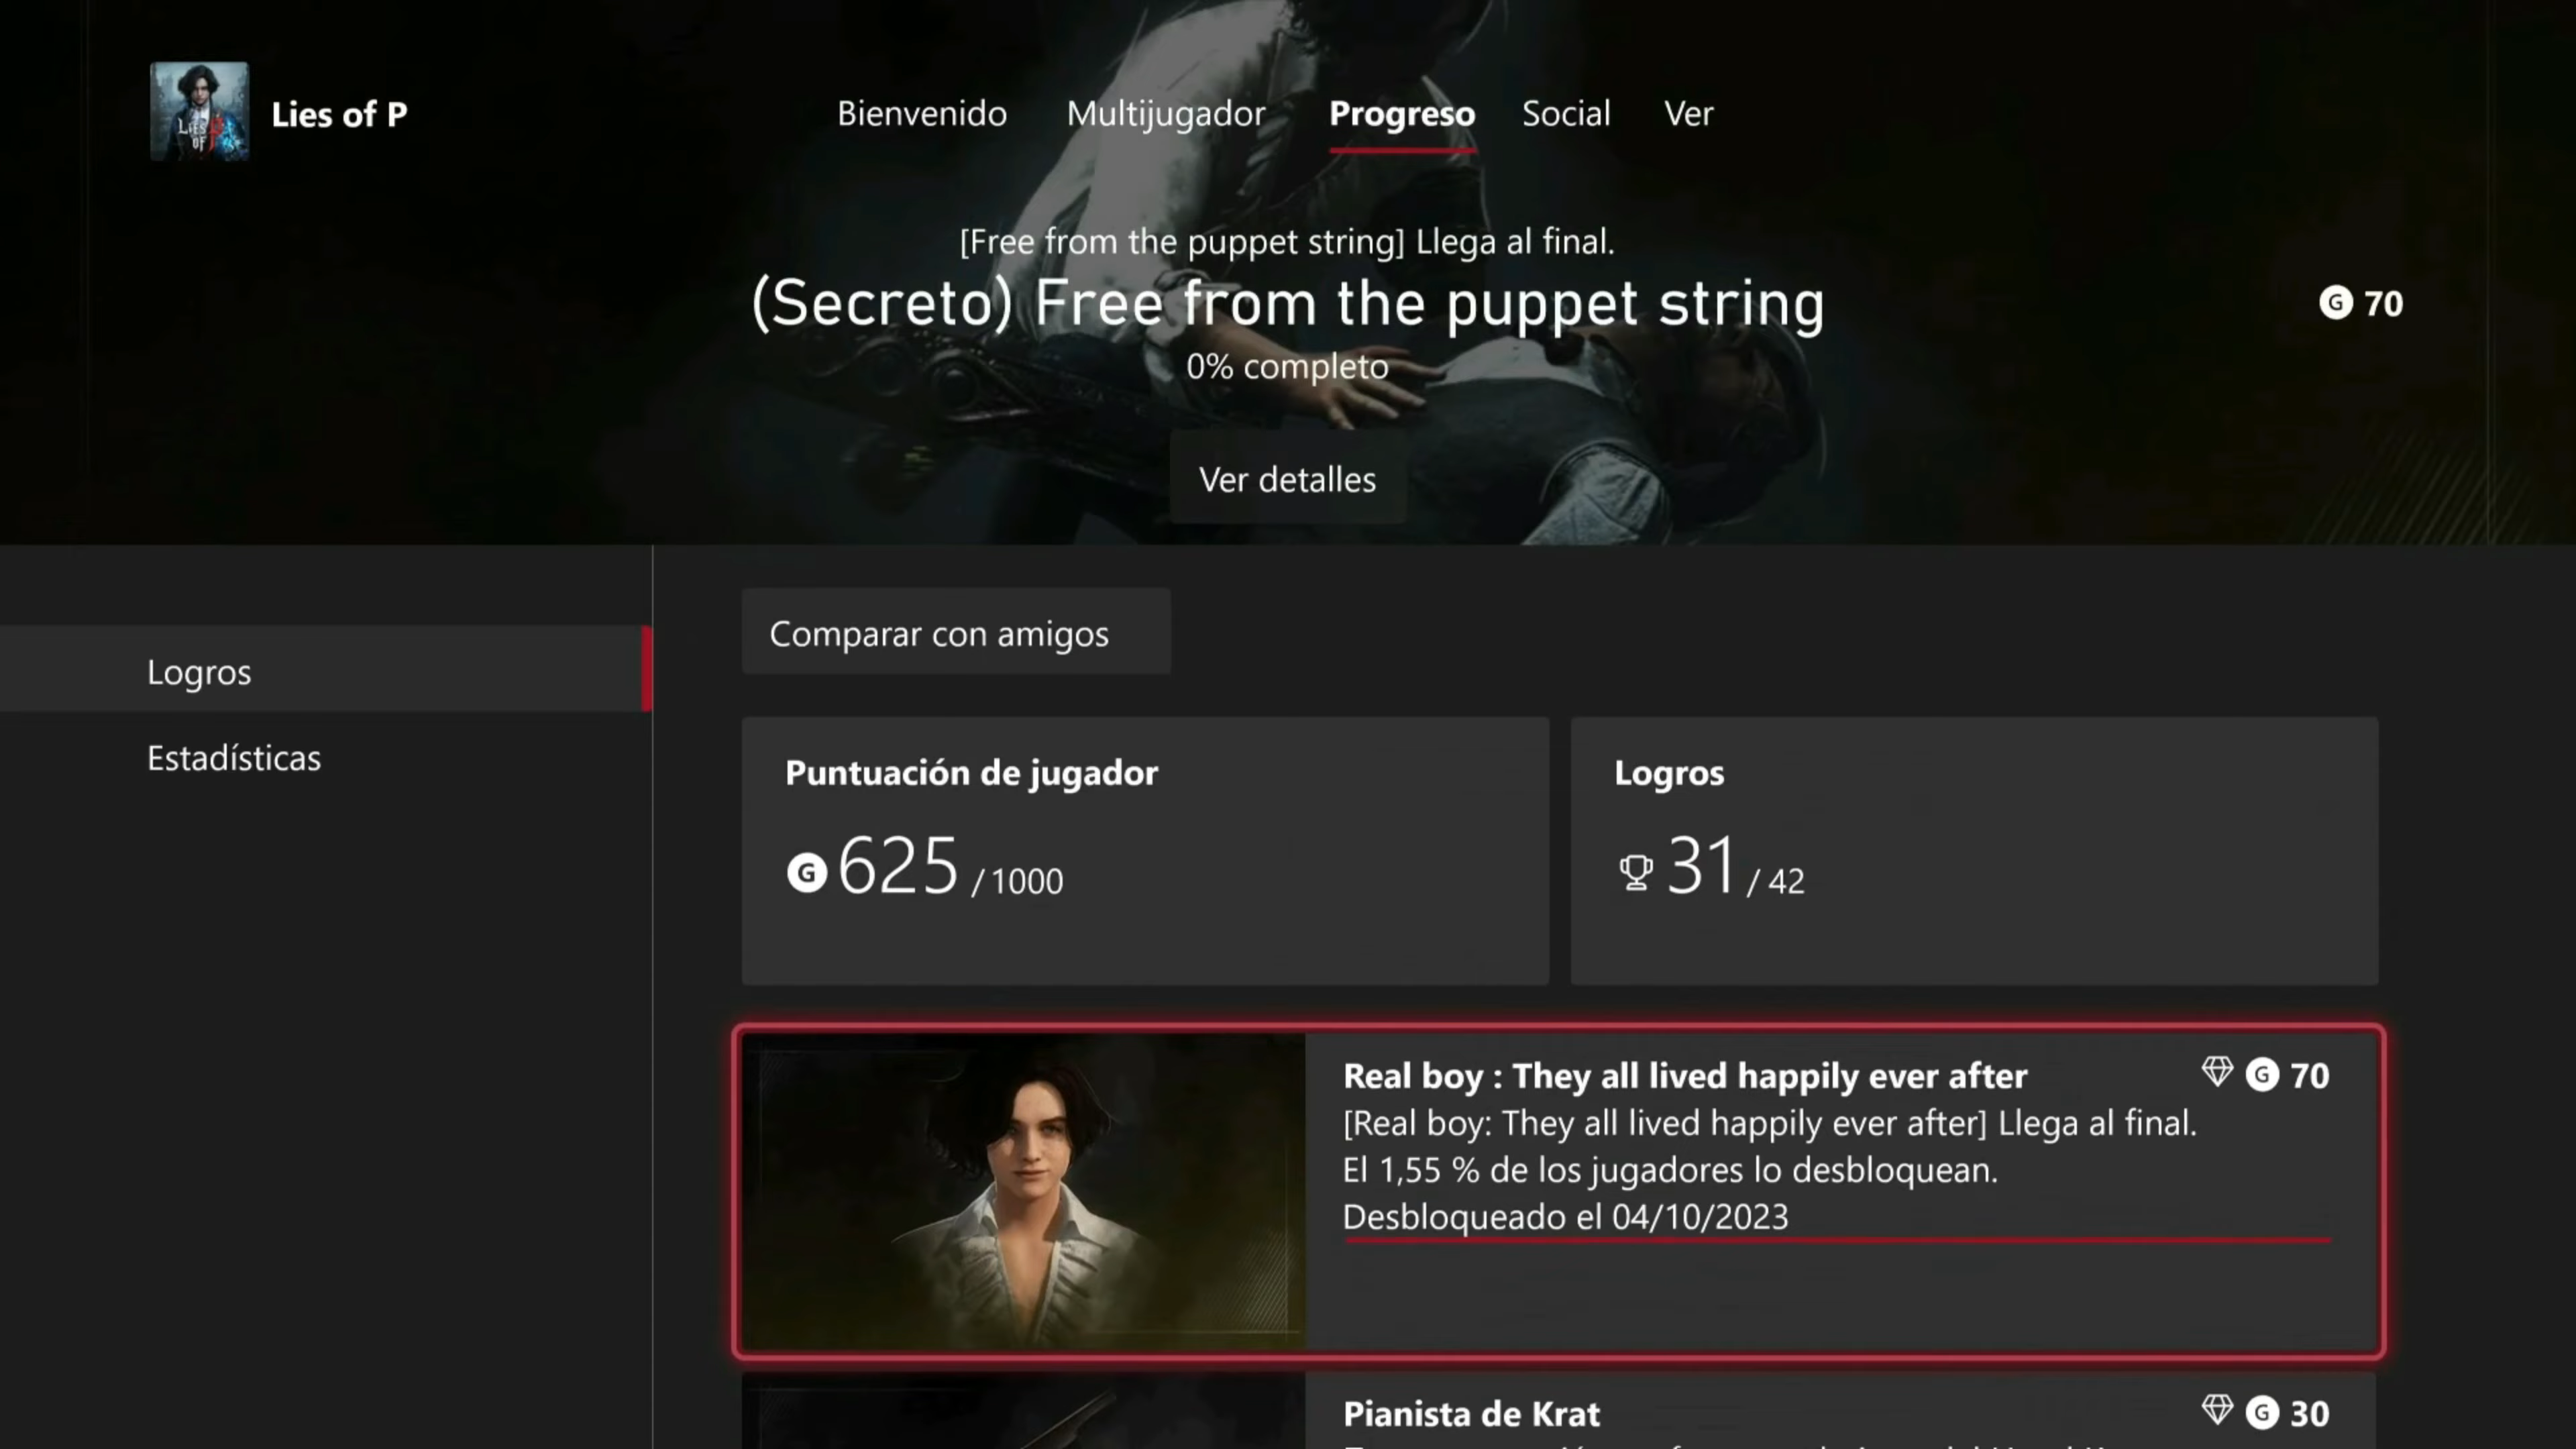 Lies of P
Bienvenido Multijugador Progreso Social Ver
[Free from the puppet string] Llega al final.
(Secreto) Free from the puppet string
G 70
0% completo
Ver detalles
Logros
Estadísticas
Comparar con amigos
Puntuación de jugador
G 625 / 1000
Logros
31 / 42
Real boy : They all lived happily ever after
G 70
[Real boy: They all lived happily ever after] Llega al final.
El 1,55 % de los jugadores lo desbloquean.
Desbloqueado el 04/10/2023
Pianista de Krat
G 30